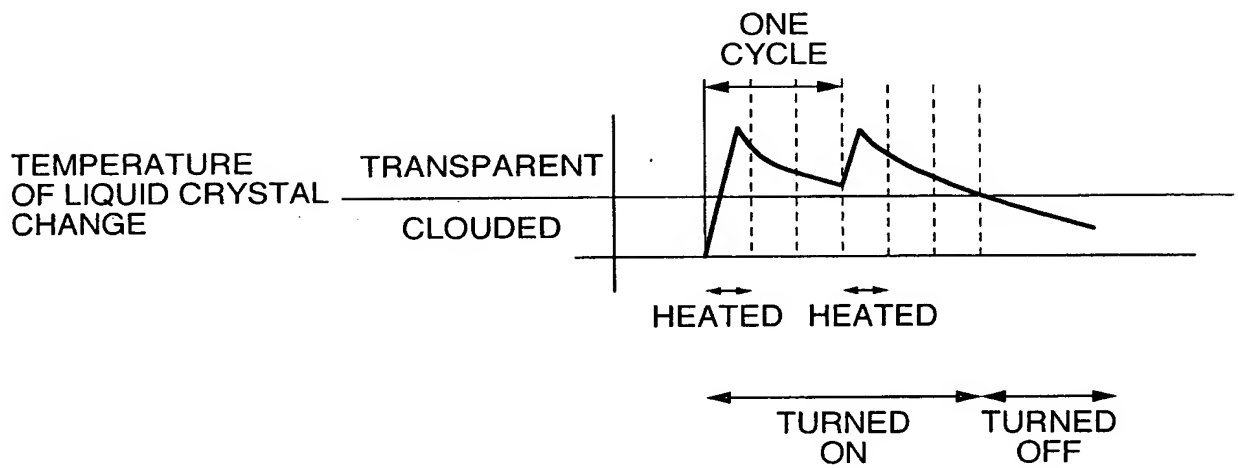 ONE
CYCLE
TEMPERATURE
OF LIQUID CRYSTAL
CHANGE
TRANSPARENT
CLOUDED
HEATED HEATED
TURNED
ON
TURNED
OFF